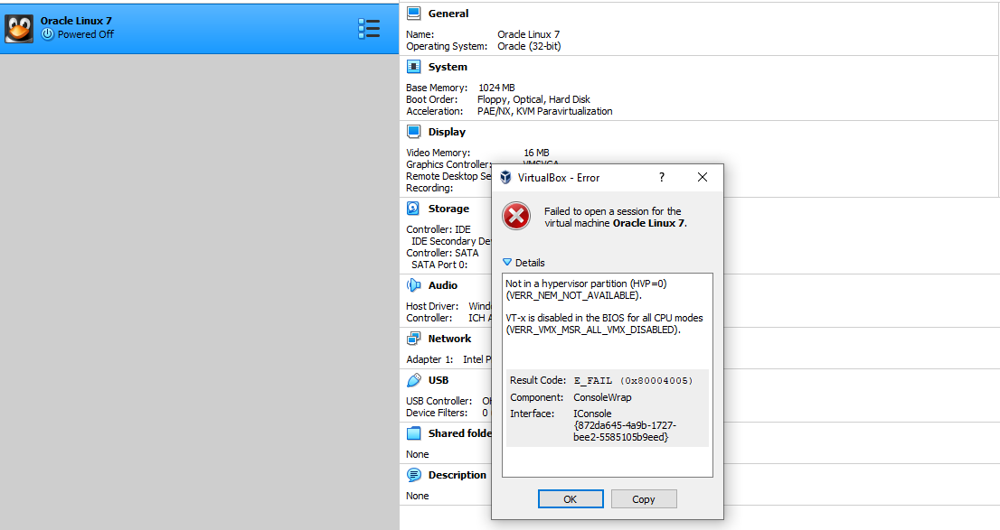 Oracle Linux 7
Powered Off
General
Name: Oracle Linux 7
Operating System: Oracle (32-bit)
System
Base Memory: 1024 MB
Boot Order: Floppy, Optical, Hard Disk
Acceleration: PAE/NX, KVM Paravirtualization
Display
Video Memory: 16 MB
Graphics Controller: VMSVGA
Remote Desktop Se
Recording:
Storage
Controller: IDE
IDE Secondary De
Controller: SATA
SATA Port 0:
Audio
Host Driver: Wind
Controller: ICH A
Network
Adapter 1: Intel P
USB
USB Controller: OH
Device Filters: 0
Shared folde
None
Description
None
VirtualBox - Error
?
Failed to open a session for the
virtual machine Oracle Linux 7.
Details
Not in a hypervisor partition (HVP=0)
(VERR_NEM_NOT_AVAILABLE).
VT-x is disabled in the BIOS for all CPU modes
(VERR_VMX_MSR_ALL_VMX_DISABLED).
Result Code: E_FAIL (0x80004005)
Component: ConsoleWrap
Interface: IConsole
{872da645-4a9b-1727-
bee2-5585105b9eed}
OK
Copy